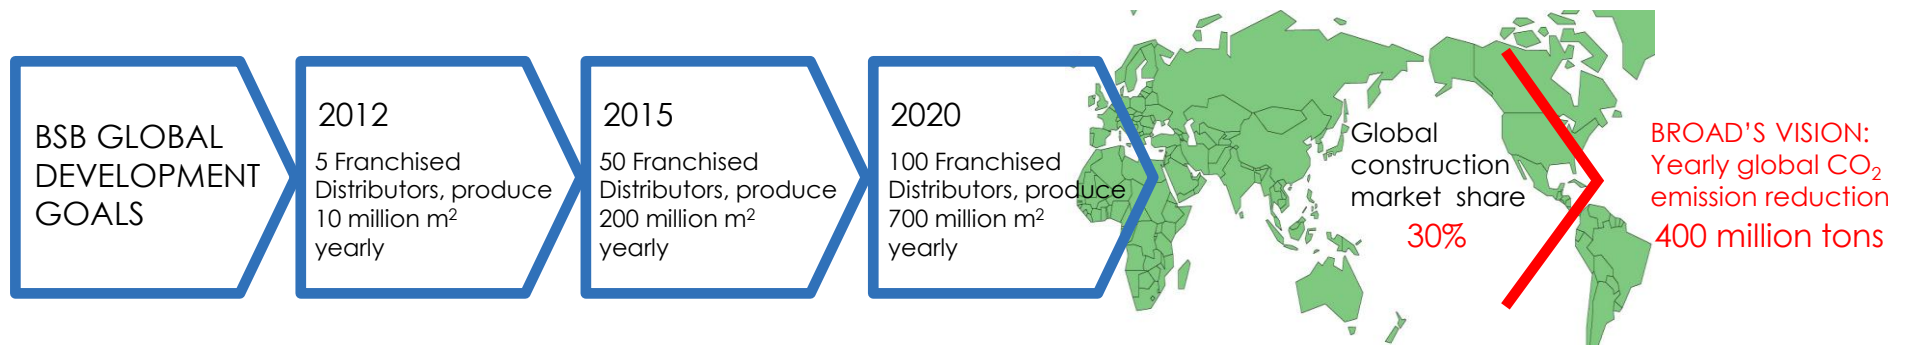 BSB GLOBAL
DEVELOPMENT
GOALS
2012
5 Franchised
Distributors, produce
10 million m²
yearly
2015
50 Franchised
Distributors, produce
200 million m²
yearly
2020
100 Franchised
Distributors, produce
700 million m²
yearly
Global
construction
market share
30%
BROAD’S VISION:
Yearly global CO₂
emission reduction
400 million tons